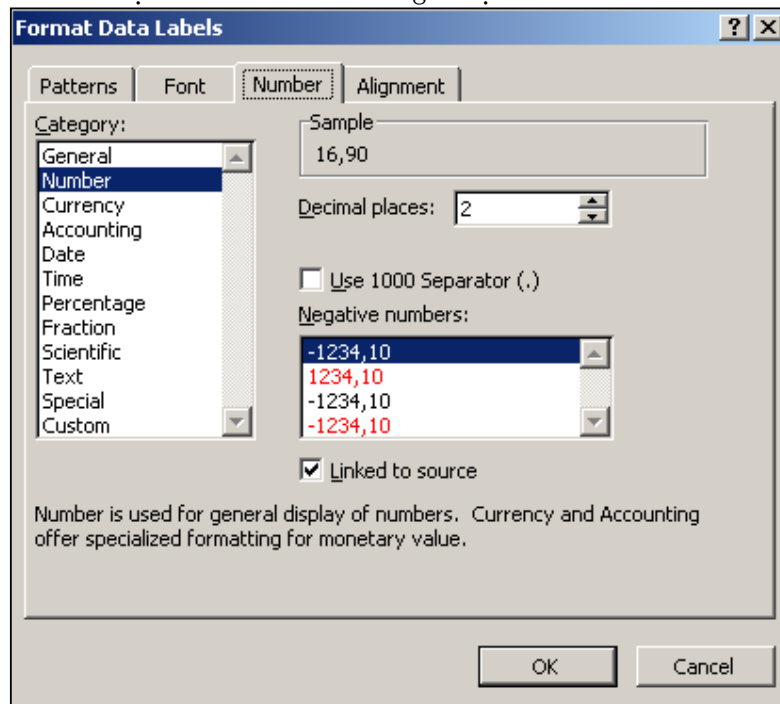 Format Data Labels
Patterns Font Number Alignment
Category:
General
Number
Currency
Accounting
Date
Time
Percentage
Fraction
Scientific
Text
Special
Custom
Sample
16,90
Decimal places: 2
Use 1000 Separator (.)
Negative numbers:
-1234,10
1234,10
-1234,10
-1234,10
Linked to source
Number is used for general display of numbers. Currency and Accounting
offer specialized formatting for monetary value.
OK Cancel